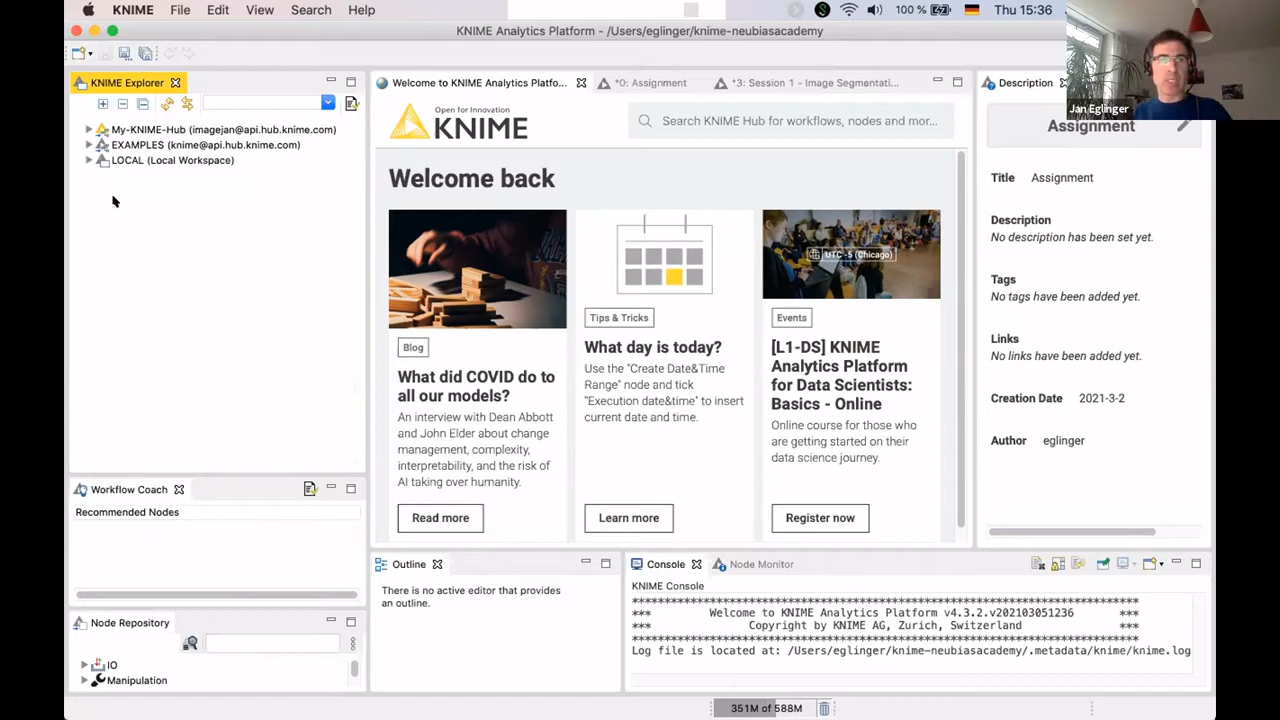 KNIME File Edit View Search Help
100 % Thu 15:36
KNIME Analytics Platform - /Users/eglinger/knime-neubiasacademy
KNIME Explorer
My-KNIME-Hub (imagejan@api.hub.knime.com)
EXAMPLES (knime@api.hub.knime.com)
LOCAL (Local Workspace)
Workflow Coach
Recommended Nodes
Node Repository
IO
Manipulation
Welcome to KNIME Analytics Platfo...
*0: Assignment
*3: Session 1 - Image Segmentati...
Open for Innovation
KNIME
Search KNIME Hub for workflows, nodes and mor...
Welcome back
Blog
What did COVID do to
all our models?
An interview with Dean Abbott
and John Elder about change
management, complexity,
interpretability, and the risk of
AI taking over humanity.
Read more
Tips & Tricks
What day is today?
Use the "Create Date&Time
Range" node and tick
"Execution date&time" to insert
current date and time.
Learn more
UTC -5 (Chicago)
Events
[L1-DS] KNIME
Analytics Platform
for Data Scientists:
Basics - Online
Online course for those who
are getting started on their
data science journey.
Register now
Outline
There is no active editor that provides
an outline.
Console
Node Monitor
KNIME Console
********************************************************************************
*** Welcome to KNIME Analytics Platform v4.3.2.v202103051236 ***
*** Copyright by KNIME AG, Zurich, Switzerland ***
********************************************************************************
Log file is located at: /Users/eglinger/knime-neubiasacademy/.metadata/knime/knime.log
351M of 588M
Description
Jan Eglinger
Assignment
Title Assignment
Description
No description has been set yet.
Tags
No tags have been added yet.
Links
No links have been added yet.
Creation Date 2021-3-2
Author eglinger